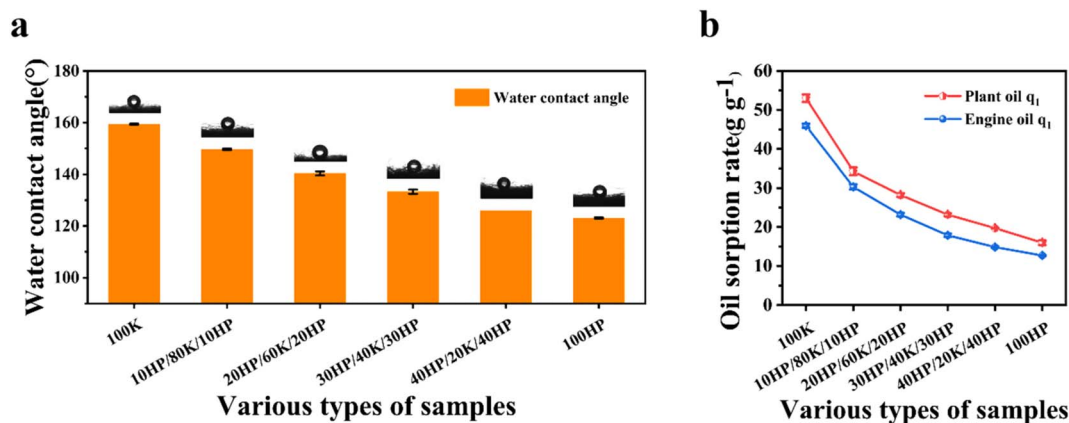 a
Water contact angle(°)
180
160
140
120
100
Water contact angle
100K
10HP/80K/10HP
20HP/60K/20HP
30HP/40K/30HP
40HP/20K/40HP
100HP
Various types of samples
b
Oil sorption rate(g g-1)
60
50
40
30
20
10
0
Plant oil q1
Engine oil q1
100K
10HP/80K/10HP
20HP/60K/20HP
30HP/40K/30HP
40HP/20K/40HP
100HP
Various types of samples